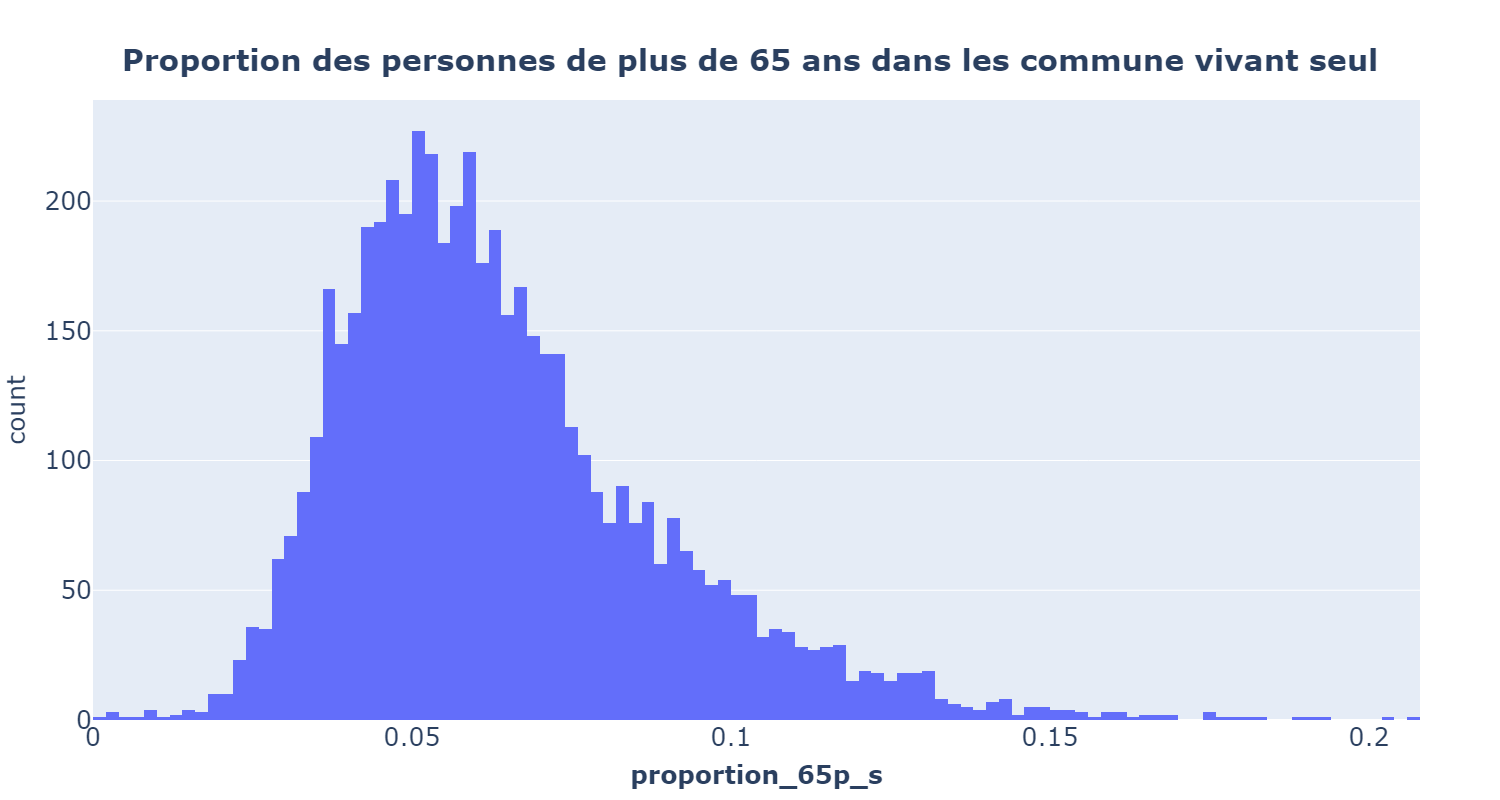 Proportion des personnes de plus de 65 ans dans les commune vivant seul
200
150
100
50
0
count
0 0.05 0.1 0.15 0.2
proportion_65p_s